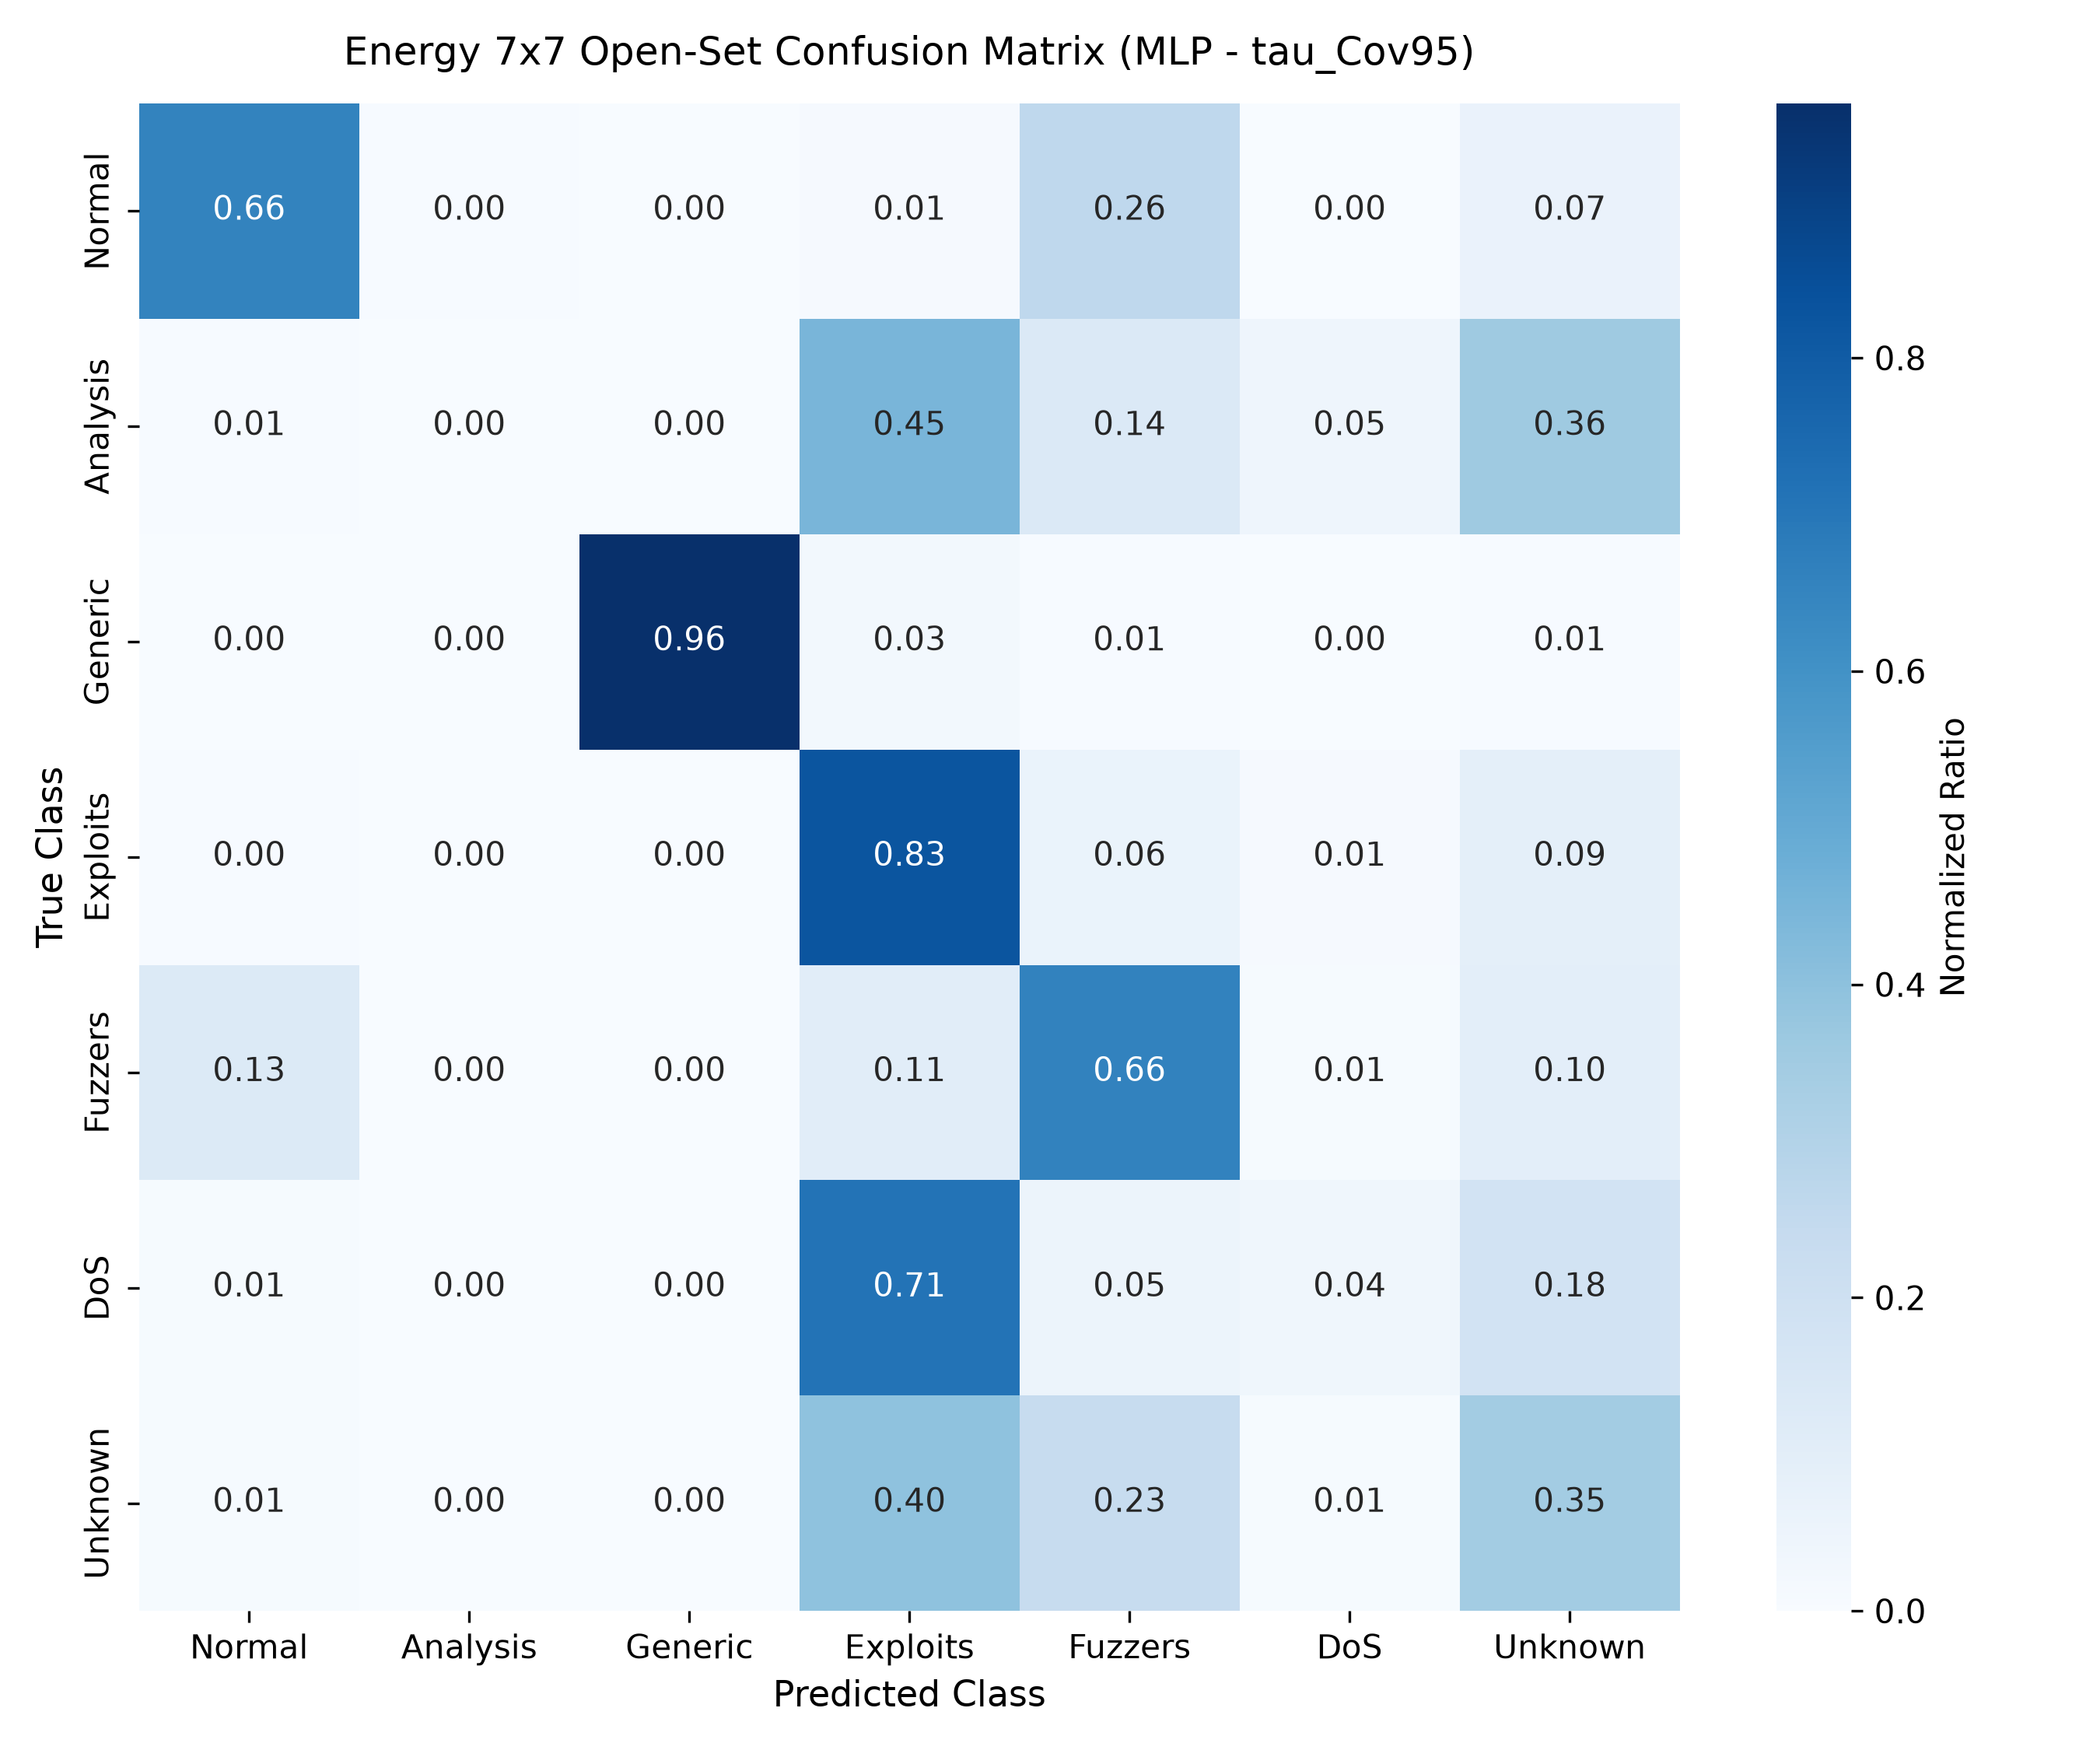 Energy 7x7 Open-Set Confusion Matrix (MLP - tau_Cov95)
Normal 0.66 0.00 0.00 0.01 0.26 0.00 0.07
Analysis 0.01 0.00 0.00 0.45 0.14 0.05 0.36
Generic 0.00 0.00 0.96 0.03 0.01 0.00 0.01
Exploits 0.00 0.00 0.00 0.83 0.06 0.01 0.09
Fuzzers 0.13 0.00 0.00 0.11 0.66 0.01 0.10
DoS 0.01 0.00 0.00 0.71 0.05 0.04 0.18
Unknown 0.01 0.00 0.00 0.40 0.23 0.01 0.35
True Class
Normal Analysis Generic Exploits Fuzzers DoS Unknown
Predicted Class
0.8
0.6
0.4
0.2
0.0
Normalized Ratio